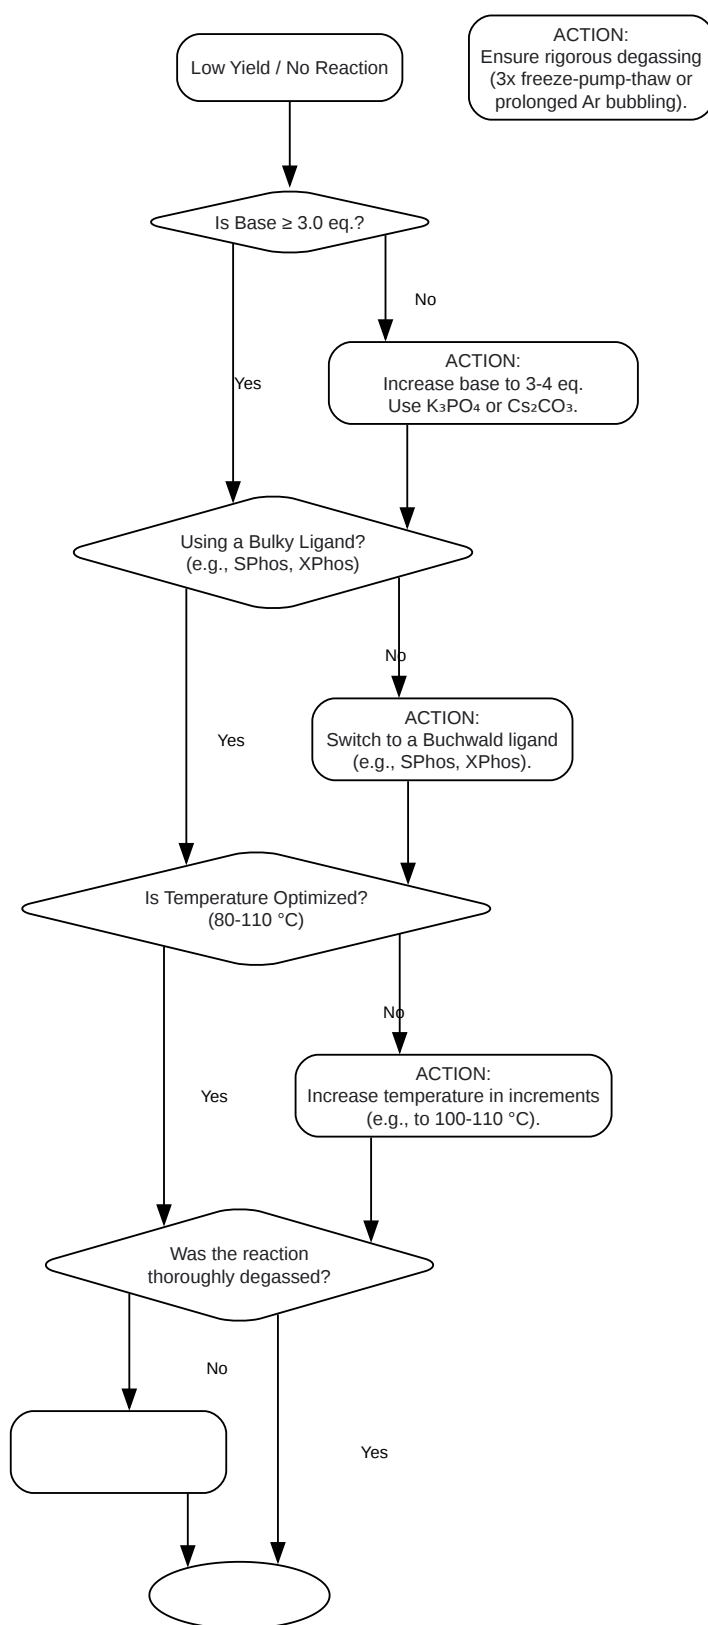 Low Yield / No Reaction
ACTION:
Ensure rigorous degassing
(3x freeze-pump-thaw or
prolonged Ar bubbling).
Is Base ≥ 3.0 eq.?
No
Yes
ACTION:
Increase base to 3-4 eq.
Use K₃PO₄ or Cs₂CO₃.
Using a Bulky Ligand?
(e.g., SPhos, XPhos)
No
Yes
ACTION:
Switch to a Buchwald ligand
(e.g., SPhos, XPhos).
Is Temperature Optimized?
(80-110 °C)
No
Yes
ACTION:
Increase temperature in increments
(e.g., to 100-110 °C).
Was the reaction
thoroughly degassed?
No
Yes